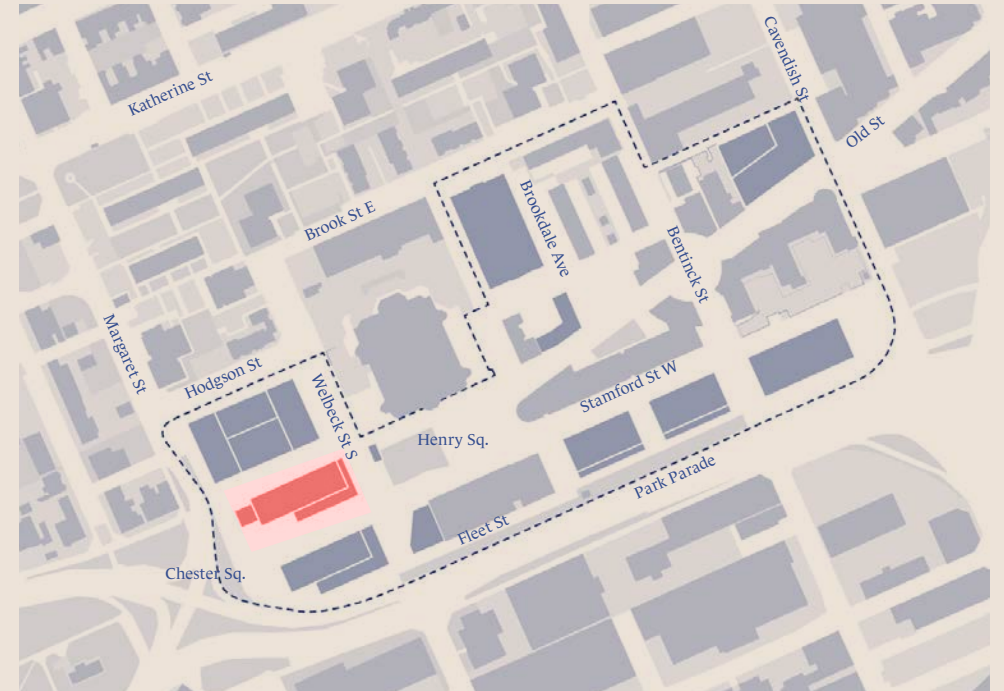 Cavendish St
Katherine St
Old St
Brook St E
Brookdale Ave
Bentinck St
Margaret St
Hodgson St
Welbeck St S
Stamford St W
Henry Sq.
Park Parade
Fleet St
Chester Sq.